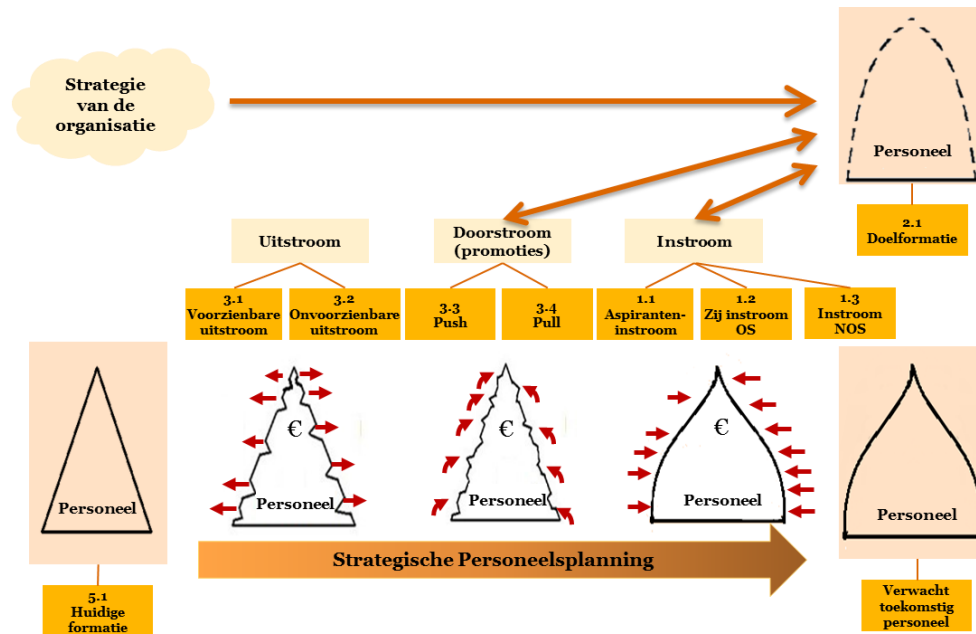 Strategie
van de
organisatie
Personeel
2.1
Doelformatie
Uitstroom
Doorstroom
(promoties)
Instroom
3.1
Voorzienbare
uitstroom
3.2
Onvoorzienbare
uitstroom
3.3
Push
3.4
Pull
1.1
Aspiranten-
instroom
1.2
Zij instroom
OS
1.3
Instroom
NOS
Personeel
€
Personeel
€
Personeel
€
Personeel
Personeel
Strategische Personeelsplanning
5.1
Huidige
formatie
Verwacht
toekomstig
personeel